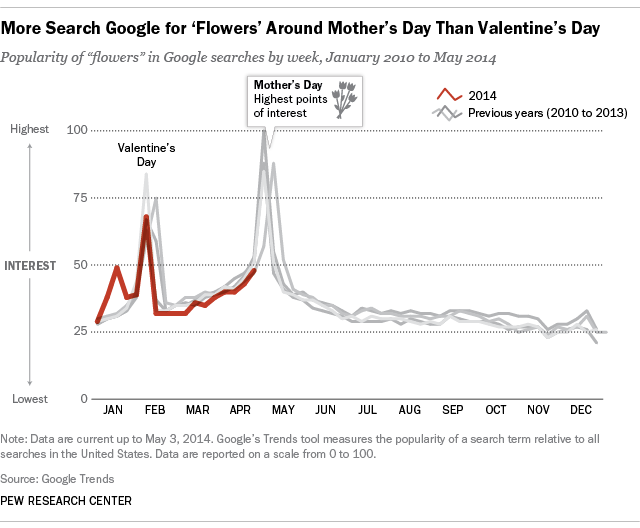 More Search Google for ‘Flowers’ Around Mother’s Day Than Valentine’s Day
Popularity of “flowers” in Google searches by week, January 2010 to May 2014
Mother’s Day
Highest points
of interest
2014
Previous years (2010 to 2013)
Highest
100
Valentine’s
Day
75
INTEREST
50
25
Lowest
0
JAN FEB MAR APR MAY JUN JUL AUG SEP OCT NOV DEC
Note: Data are current up to May 3, 2014. Google’s Trends tool measures the popularity of a search term relative to all
searches in the United States. Data are reported on a scale from 0 to 100.
Source: Google Trends
PEW RESEARCH CENTER